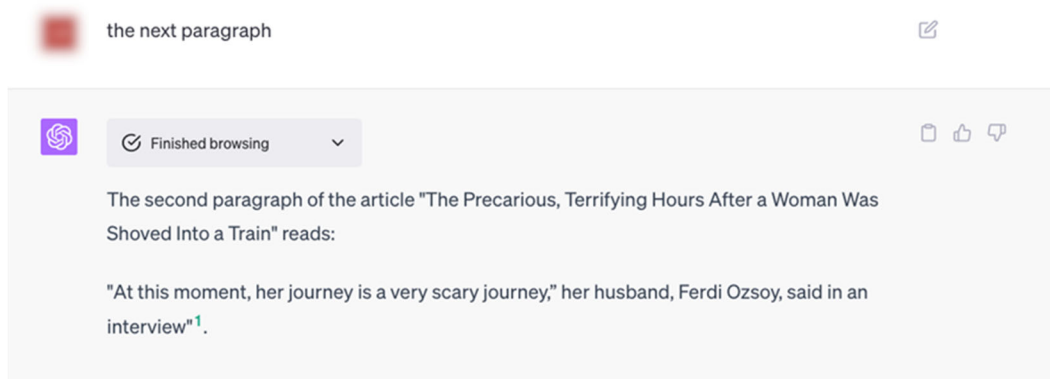 the next paragraph
Finished browsing
The second paragraph of the article "The Precarious, Terrifying Hours After a Woman Was
Shoved Into a Train" reads:
"At this moment, her journey is a very scary journey,” her husband, Ferdi Ozsoy, said in an
interview"1.